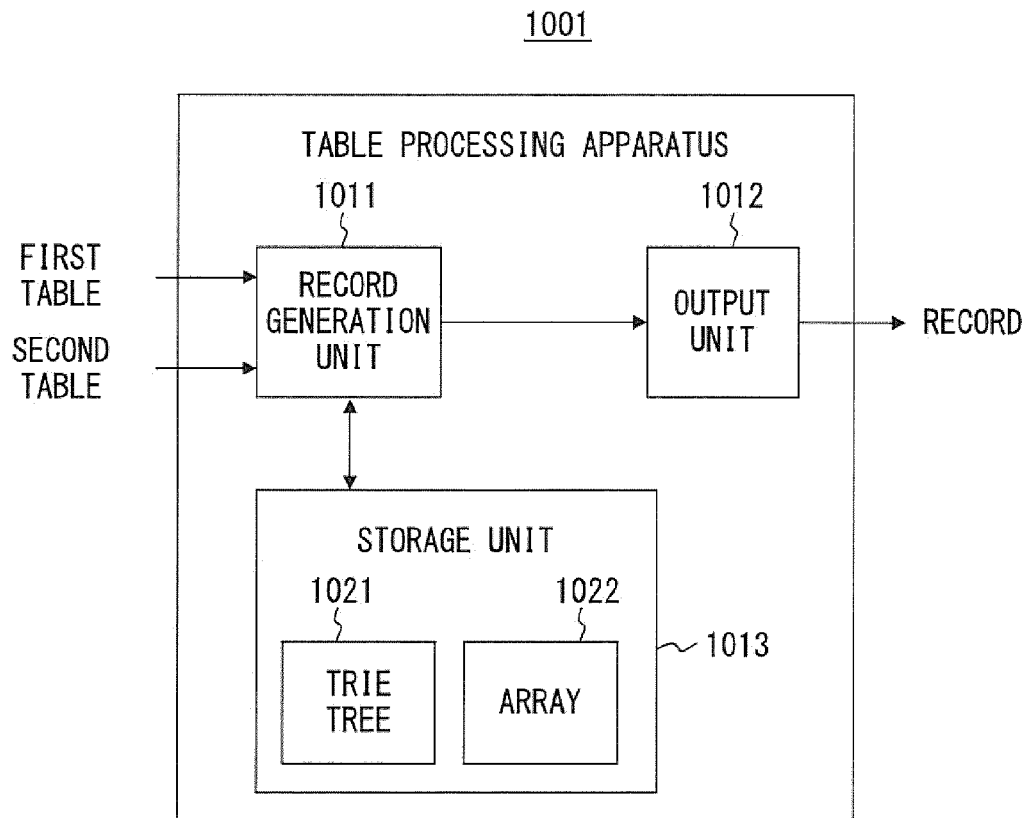 1001
TABLE PROCESSING APPARATUS
1011
1012
FIRST
TABLE
SECOND
TABLE
RECORD
GENERATION
UNIT
OUTPUT
UNIT
RECORD
STORAGE UNIT
1021
1022
1013
TRIE
TREE
ARRAY